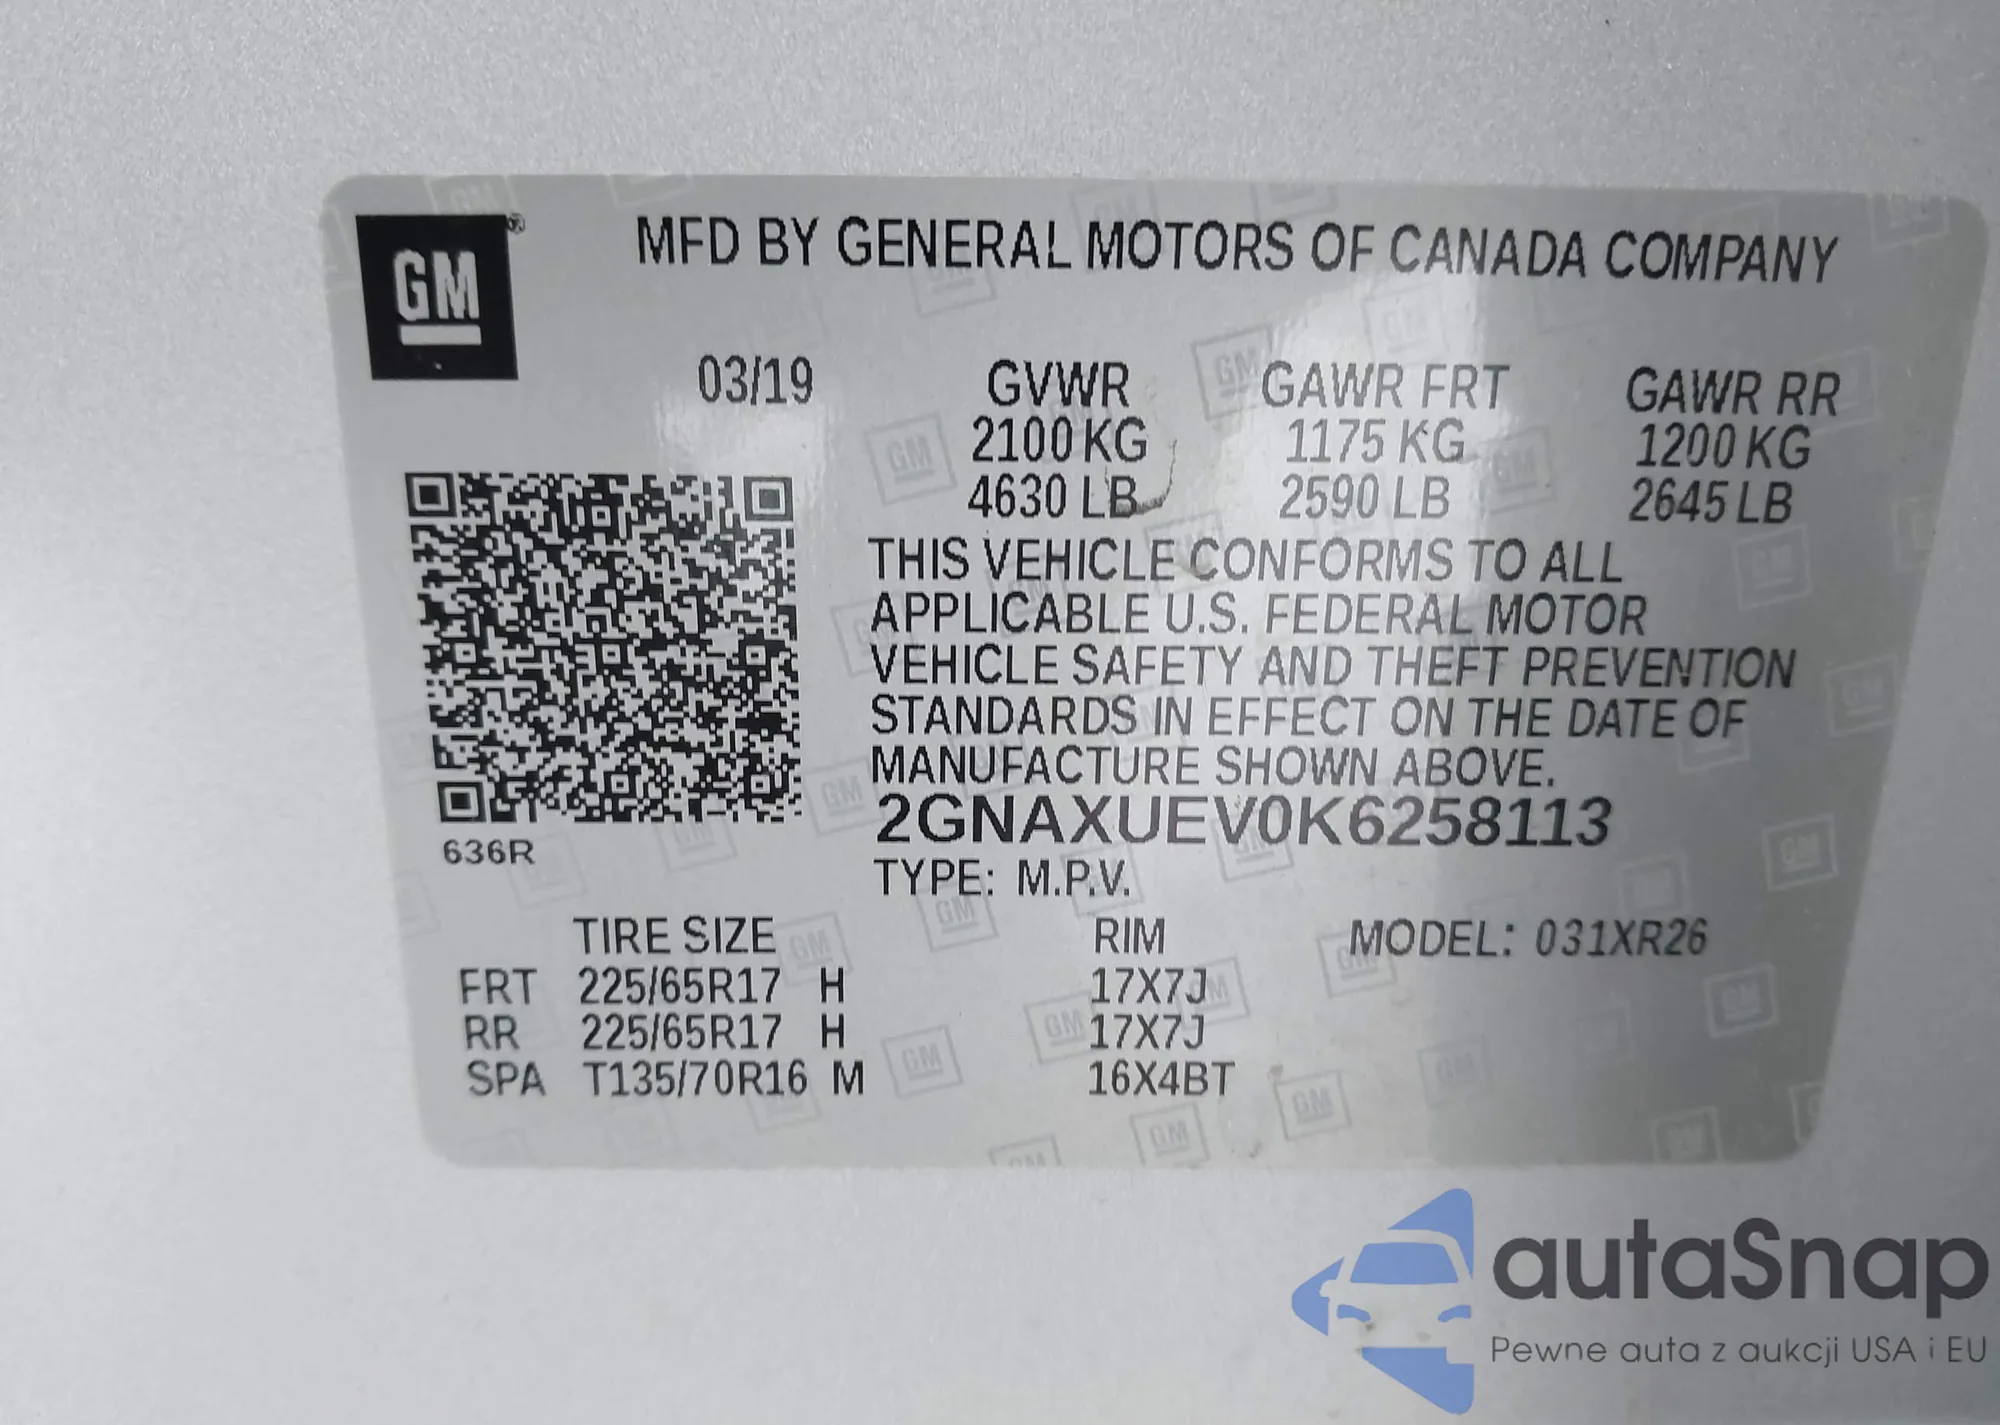 GM®
MFD BY GENERAL MOTORS OF CANADA COMPANY
03/19 GVWR GAWR FRT GAWR RR
2100 KG 1175 KG 1200 KG
4630 LB 2590 LB 2645 LB
THIS VEHICLE CONFORMS TO ALL
APPLICABLE U.S. FEDERAL MOTOR
VEHICLE SAFETY AND THEFT PREVENTION
STANDARDS IN EFFECT ON THE DATE OF
MANUFACTURE SHOWN ABOVE.
2GNAXUEV0K6258113
636R
TYPE: M.P.V.
TIRE SIZE RIM MODEL: 031XR26
FRT 225/65R17 H 17X7J
RR 225/65R17 H 17X7J
SPA T135/70R16 M 16X4BT
autaSnap
Pewne auta z aukcji USA i EU